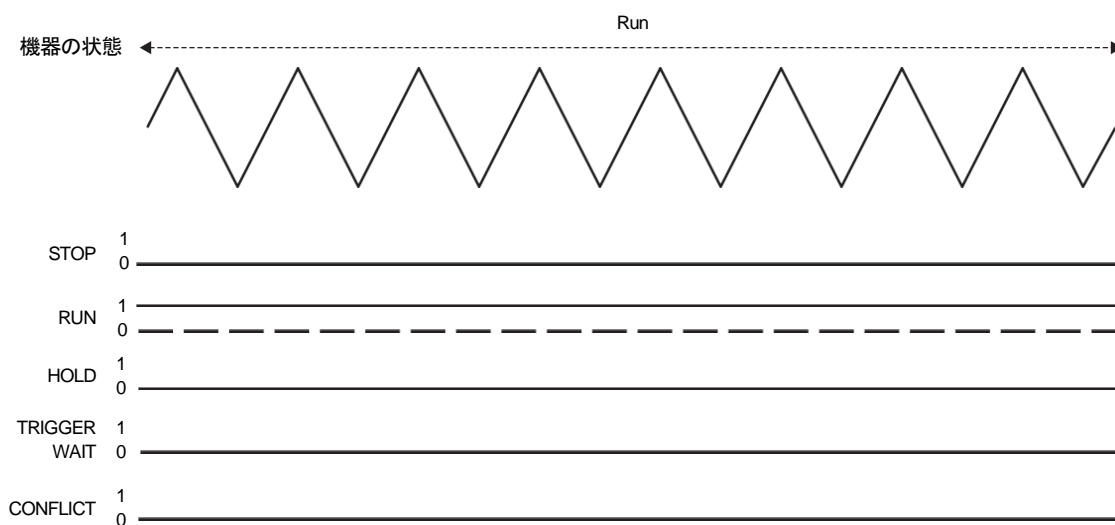 Run
機器の状態
STOP 1
0
RUN 1
0
HOLD 1
0
TRIGGER 1
WAIT 0
CONFLICT 1
0